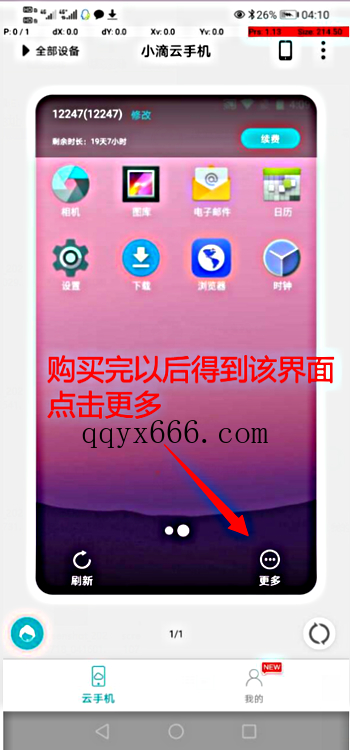 26% 04:10
P: 0 / 1 dX: 0.0 dY: 0.0 Xv: 0.0 Yv: 0.0 Prs: 1.13 Size: 214.50
全部设备 小滴云手机
12247(12247) 修改
剩余时长：19天7小时 续费
相机 图库 电子邮件 日历
设置 下载 浏览器 时钟
购买完以后得到该界面
点击更多
qqyx666.com
刷新 更多
1/1
NEW
云手机 我的